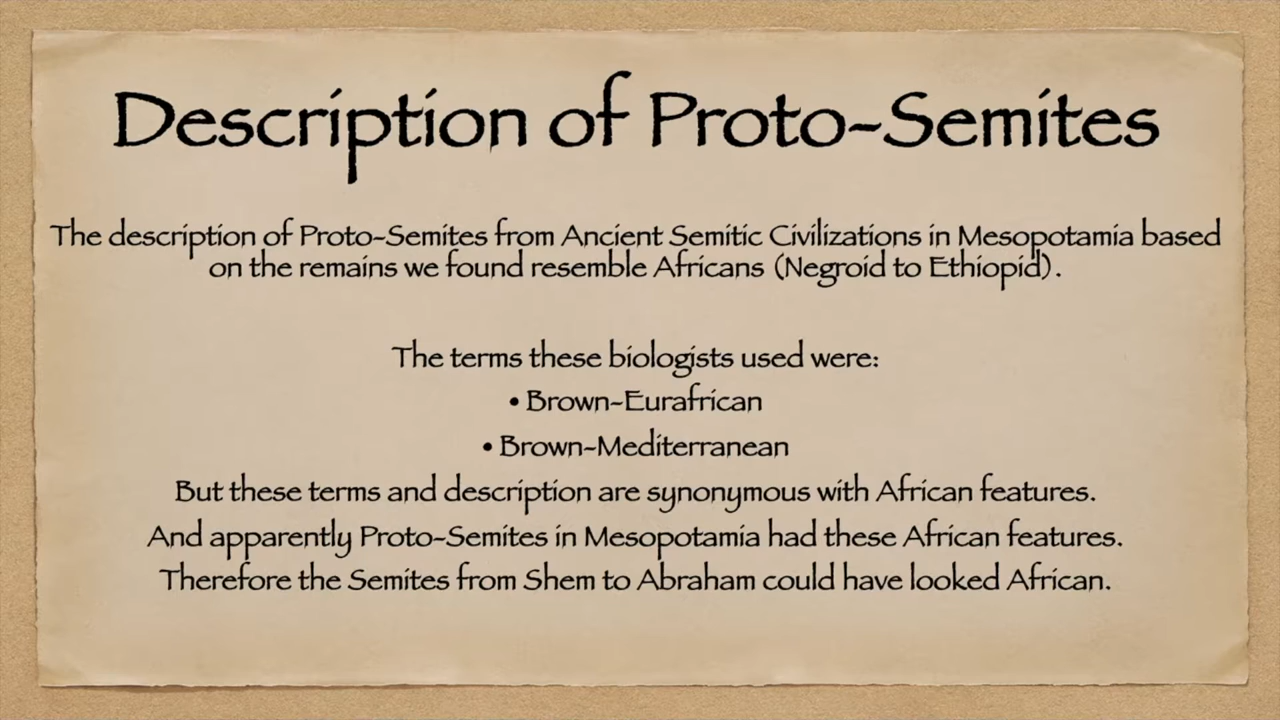 Description of Proto-Semites
The description of Proto-Semites from Ancient Semitic Civilizations in Mesopotamia based
on the remains we found resemble Africans (Negroid to Ethiopid).
The terms these biologists used were:
• Brown-Eurafrican
• Brown-Mediterranean
But these terms and description are synonymous with African features.
And apparently Proto-Semites in Mesopotamia had these African features.
Therefore the Semites from Shem to Abraham could have looked African.